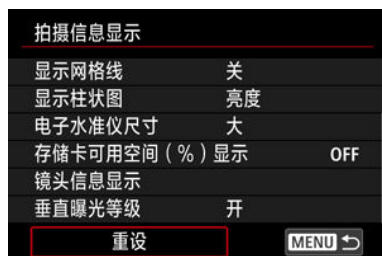 拍摄信息显示
显示网格线 关
显示柱状图 亮度
电子水准仪尺寸 大
存储卡可用空间(%)显示 OFF
镜头信息显示
垂直曝光等级 开
重设 MENU